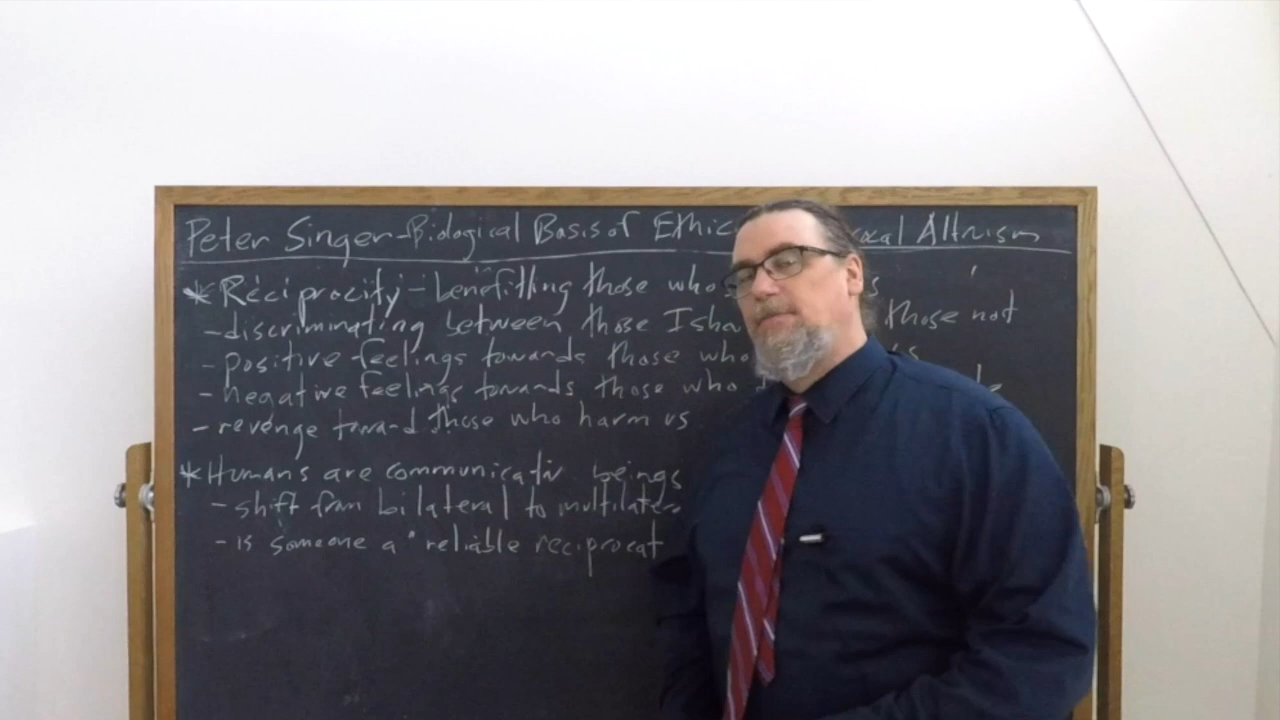 Peter Singer - Biological Basis of Ethic ocal Altruism
* Reciprocity - benefitting those who s
- discriminating between those I sha those not
- positive feelings towards those who
- negative feelings towards those who
- revenge toward those who harm us
* Humans are communicativ beings
- shift from bilateral to multilater
- is someone a "reliable reciprocat